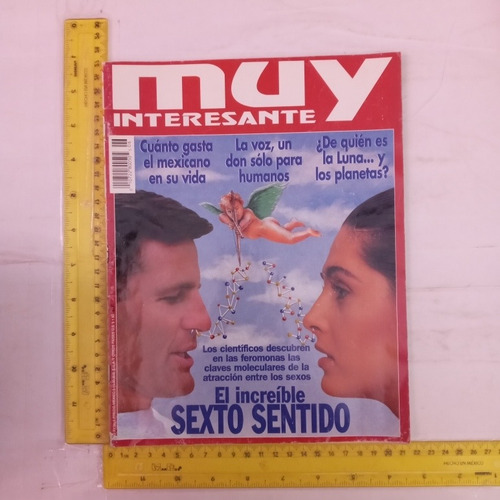 muy
INTERESANTE
Cuánto gasta
el mexicano
en su vida
La voz, un
don sólo para
humanos
¿De quién es
la Luna... y
los planetas?
Los científicos descubren
en las feromonas las
claves moleculares de la
atracción entre los sexos
El increíble
SEXTO SENTIDO